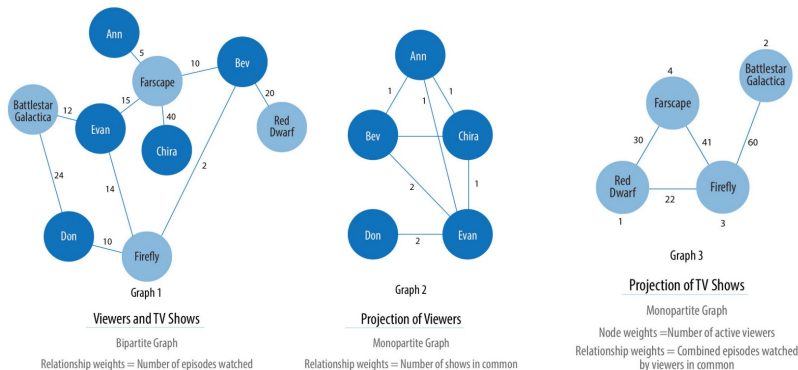 Ann
5
Farscape
10
Bev
Battlestar
Galactica
12
15
Evan
40
Chira
20
Red
Dwarf
2
24
14
Don
10
Firefly
Graph 1
Viewers and TV Shows
Bipartite Graph
Relationship weights = Number of episodes watched
Ann
1
1
1
Bev
Chira
2
1
Don
2
Evan
Graph 2
Projection of Viewers
Monopartite Graph
Relationship weights = Number of shows in common
2
Battlestar
Galactica
4
Farscape
30
41
60
Red
Dwarf
22
Firefly
1
3
Graph 3
Projection of TV Shows
Monopartite Graph
Node weights =Number of active viewers
Relationship weights = Combined episodes watched
by viewers in common